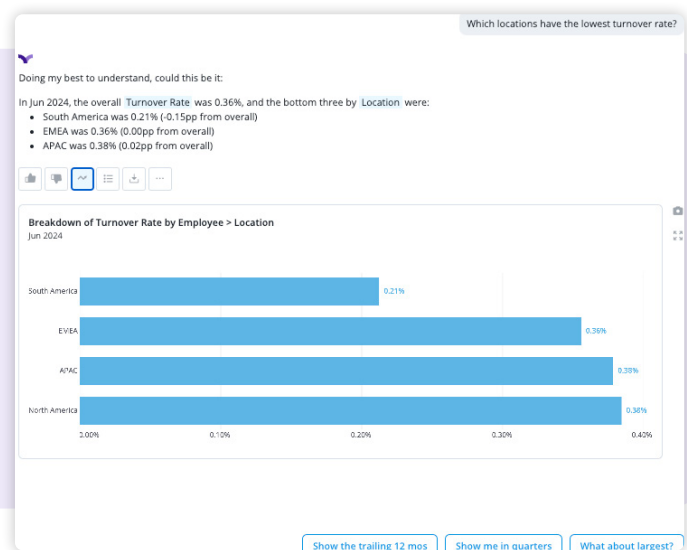 Which locations have the lowest turnover rate?
Doing my best to understand, could this be it:
In Jun 2024, the overall Turnover Rate was 0.36%, and the bottom three by Location were:
• South America was 0.21% (-0.15pp from overall)
• EMEA was 0.36% (0.00pp from overall)
• APAC was 0.38% (0.02pp from overall)
Breakdown of Turnover Rate by Employee > Location
Jun 2024
South America 0.21%
EMEA 0.36%
APAC 0.38%
North America 0.38%
0.00% 0.10% 0.20% 0.30% 0.40%
Show the trailing 12 mos Show me in quarters What about largest?